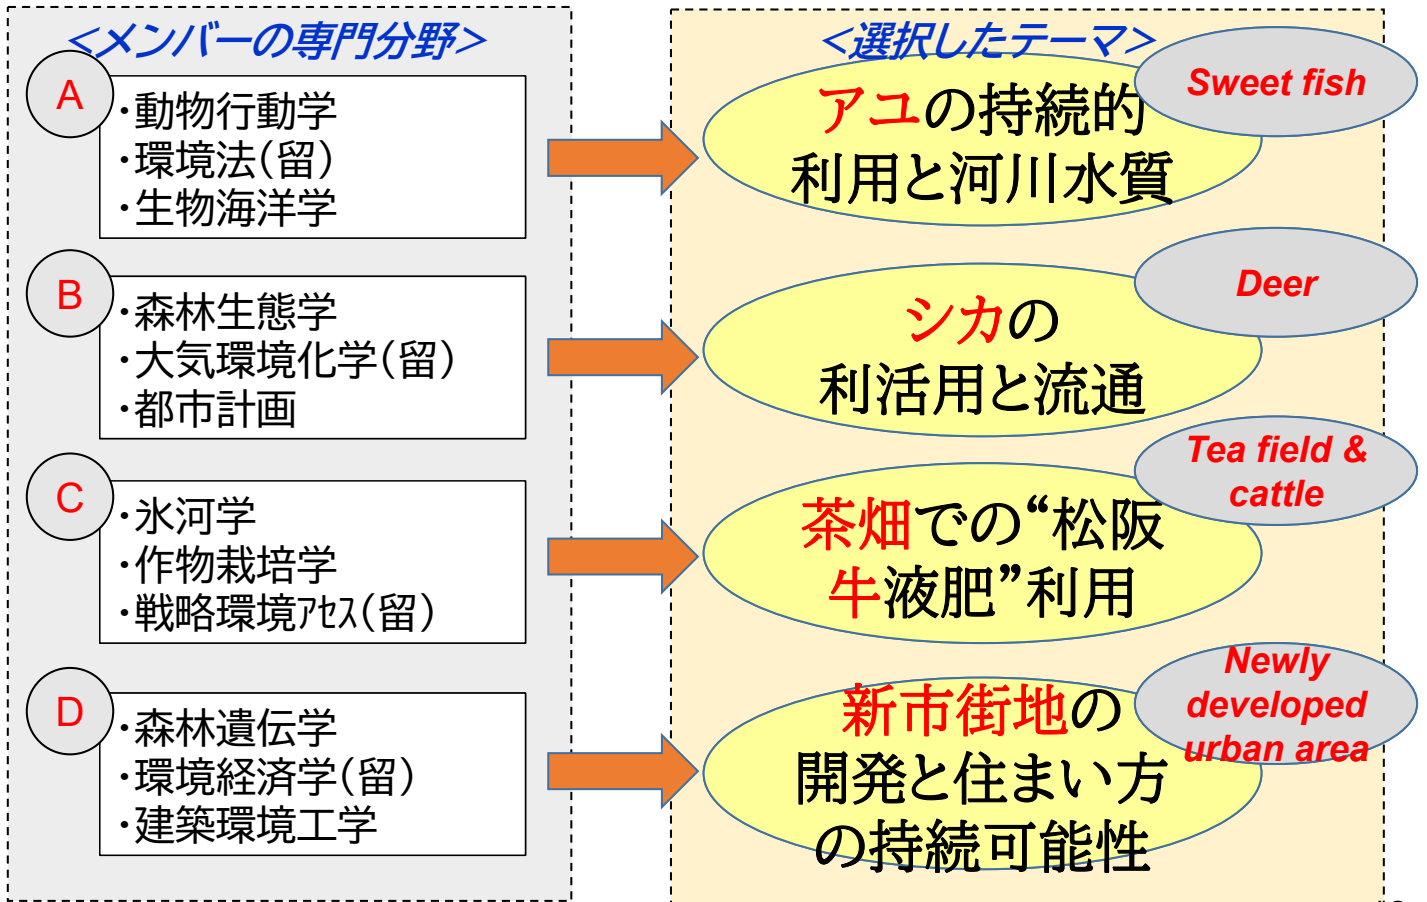 <メンバーの専門分野>
A
・動物行動学
・環境法(留)
・生物海洋学
B
・森林生態学
・大気環境化学(留)
・都市計画
C
・氷河学
・作物栽培学
・戦略環境ｱｾｽ(留)
D
・森林遺伝学
・環境経済学(留)
・建築環境工学
<選択したテーマ>
Sweet fish
アユの持続的
利用と河川水質
Deer
シカの
利活用と流通
Tea field &
cattle
茶畑での“松阪
牛液肥”利用
Newly
developed
urban area
新市街地の
開発と住まい方
の持続可能性